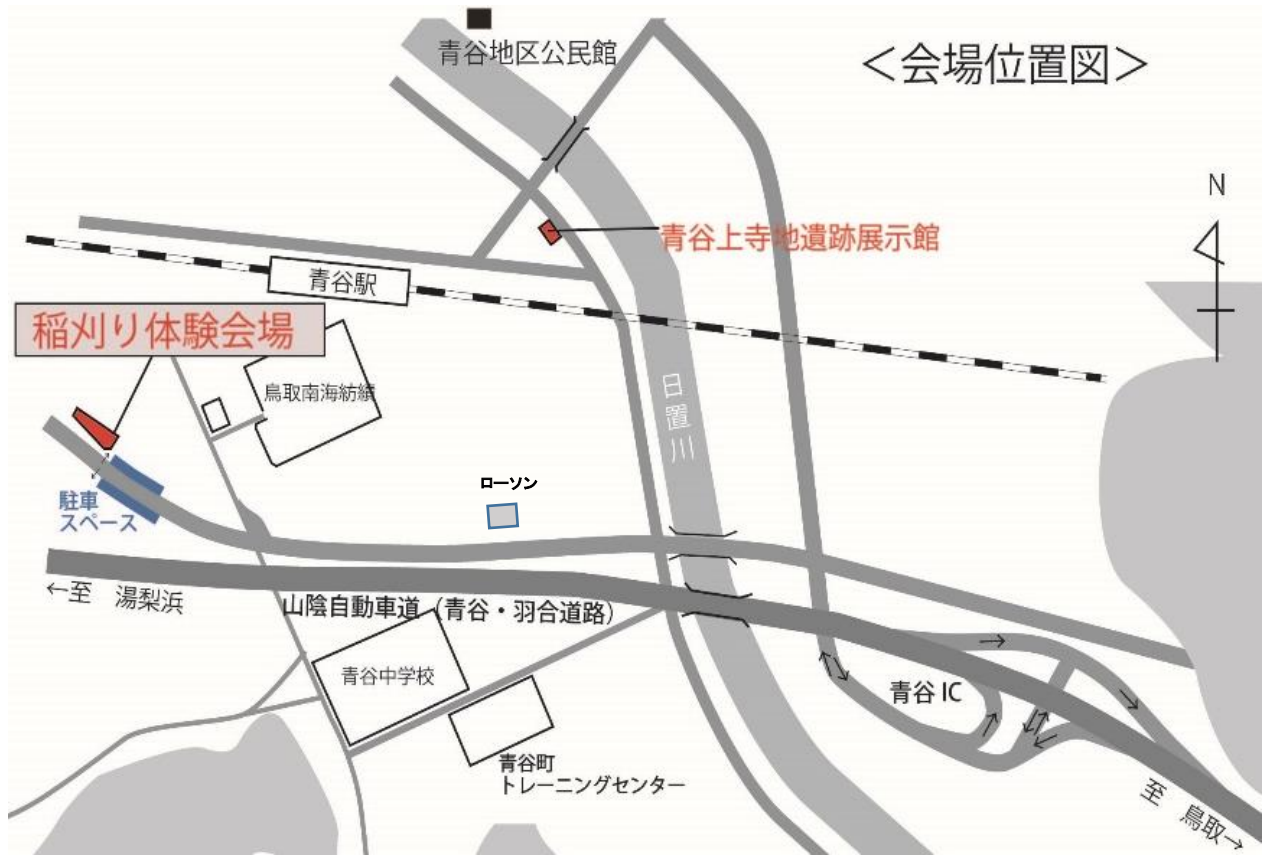 青谷地区公民館
＜会場位置図＞
N
青谷上寺地遺跡展示館
青谷駅
稲刈り体験会場
鳥取南海紡績
日置川
ローソン
駐車
スペース
←至 湯梨浜
山陰自動車道（青谷・羽合道路）
青谷中学校
青谷IC
青谷町
トレーニングセンター
至 鳥取→